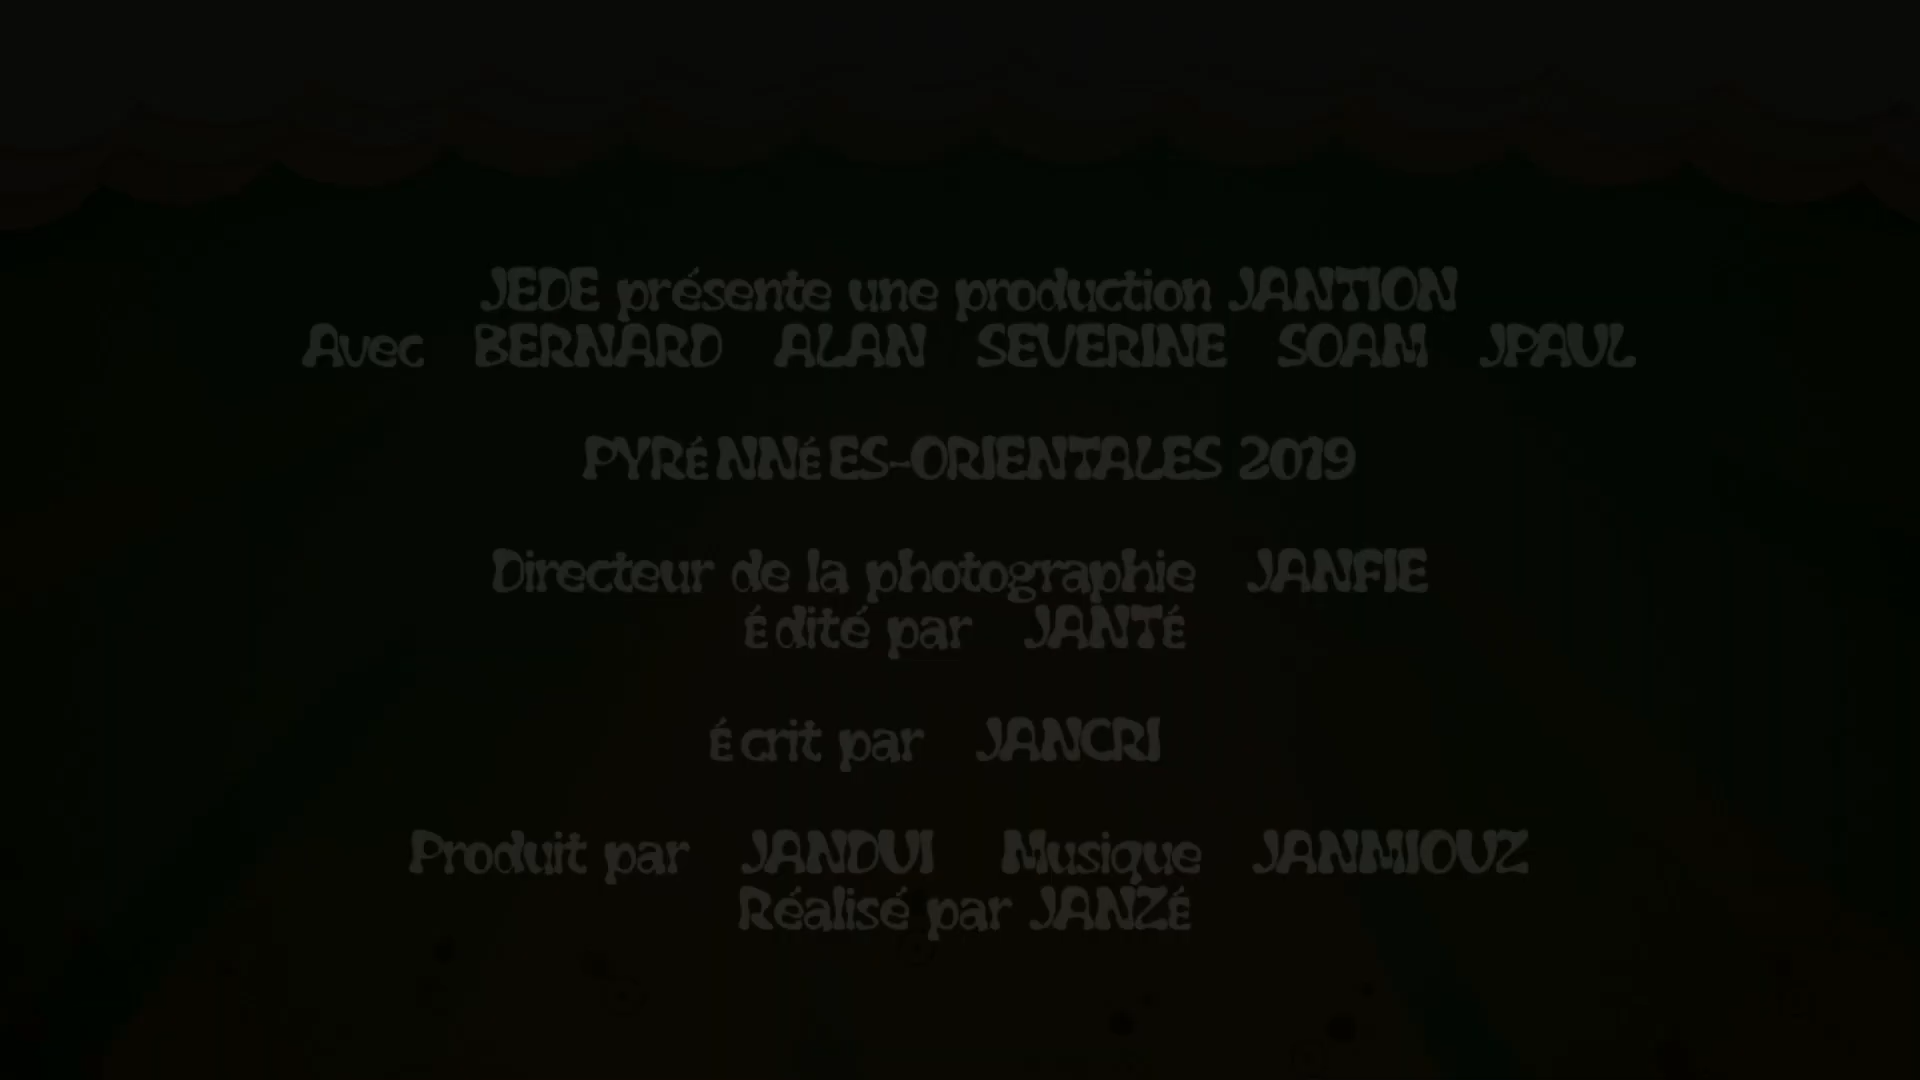 JEDE présente une production JANTION
Avec BERNARD ALAN SEVERINE SOAM JPAUL
PYRéNNéES-ORIENTALES 2019
Directeur de la photographie JANFIE
Édité par JANTÉ
Écrit par JANCRI
Produit par JANDUI Musique JANMIOUZ
Réalisé par JANZÉ